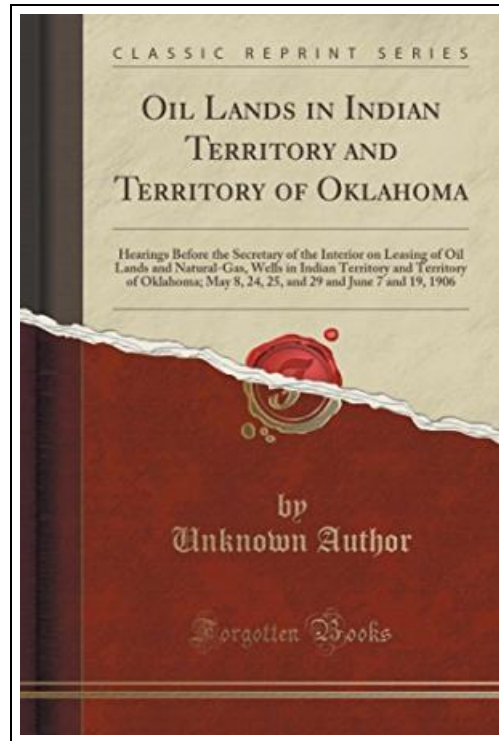 CLASSIC REPRINT SERIES
OIL LANDS IN INDIAN
TERRITORY AND
TERRITORY OF OKLAHOMA
Hearings Before the Secretary of the Interior on Leasing of Oil
Lands and Natural-Gas, Wells in Indian Territory and Territory
of Oklahoma; May 8, 24, 25, and 29 and June 7 and 19, 1906
by
Unknown Author
Forgotten Books